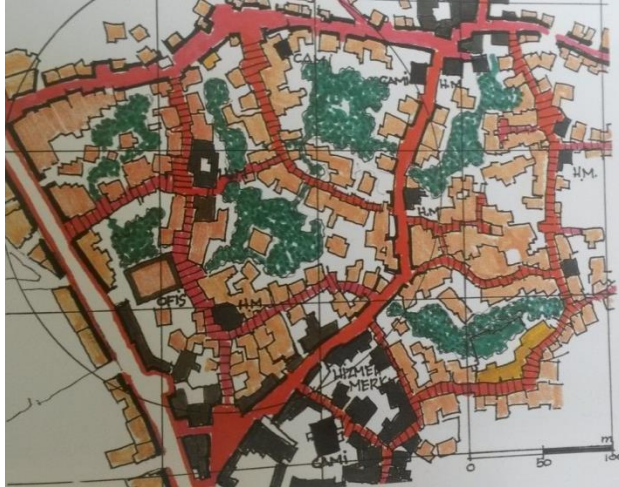 CAMİ
CAMİ
H.M.
H.M.
H.M.
OFİS
H.M
HİZMET
MERK.
CAMİ
m
0 50 100